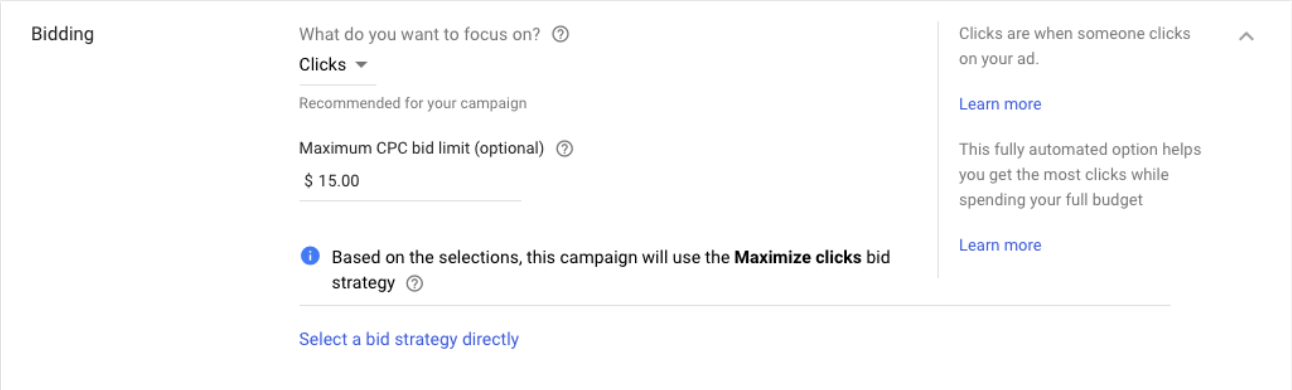 Bidding
What do you want to focus on?
Clicks
Recommended for your campaign
Maximum CPC bid limit (optional)
$ 15.00
Based on the selections, this campaign will use the Maximize clicks bid
strategy
Select a bid strategy directly
Clicks are when someone clicks
on your ad.
Learn more
This fully automated option helps
you get the most clicks while
spending your full budget
Learn more